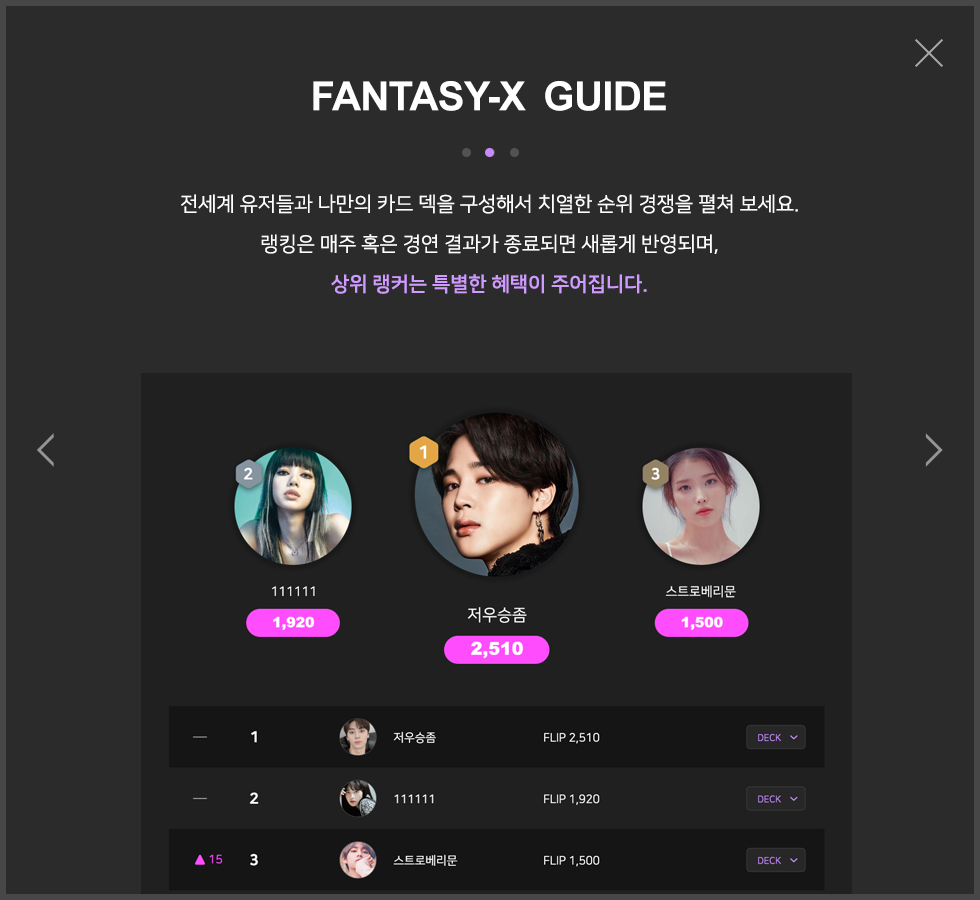 FANTASY-X GUIDE
전세계 유저들과 나만의 카드 덱을 구성해서 치열한 순위 경쟁을 펼쳐 보세요.
랭킹은 매주 혹은 경연 결과가 종료되면 새롭게 반영되며,
상위 랭커는 특별한 혜택이 주어집니다.
2
1
3
111111
저우승좀
스트로베리문
1,920
2,510
1,500
— 1 저우승좀 FLIP 2,510 DECK
— 2 111111 FLIP 1,920 DECK
▲ 15 3 스트로베리문 FLIP 1,500 DECK